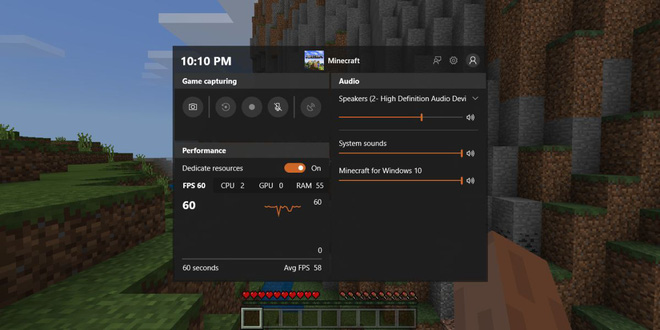 10:10 PM
Minecraft
Game capturing
Audio
Speakers (2- High Definition Audio Devi
System sounds
Minecraft for Windows 10
Performance
Dedicate resources On
FPS 60 CPU 2 GPU 0 RAM 55
60
60
0
60 seconds Avg FPS 58